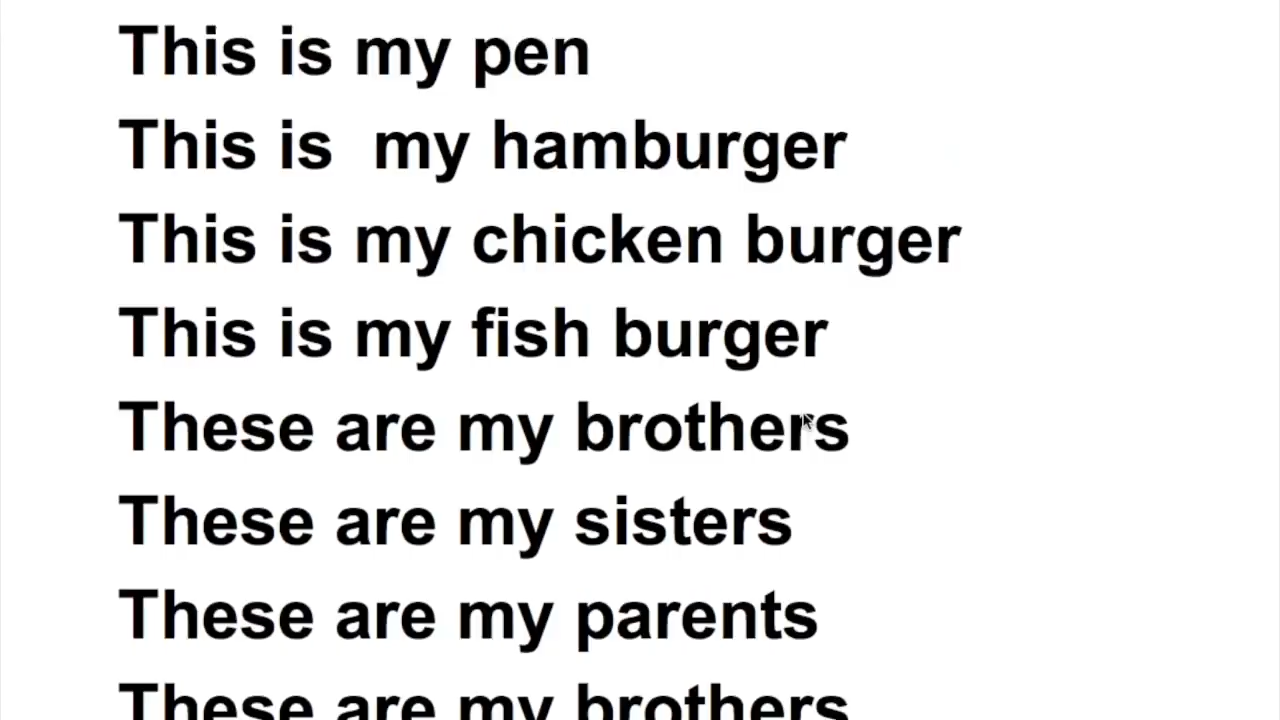 This is my pen
This is  my hamburger
This is my chicken burger
This is my fish burger
These are my brothers
These are my sisters
These are my parents
These are my brothers